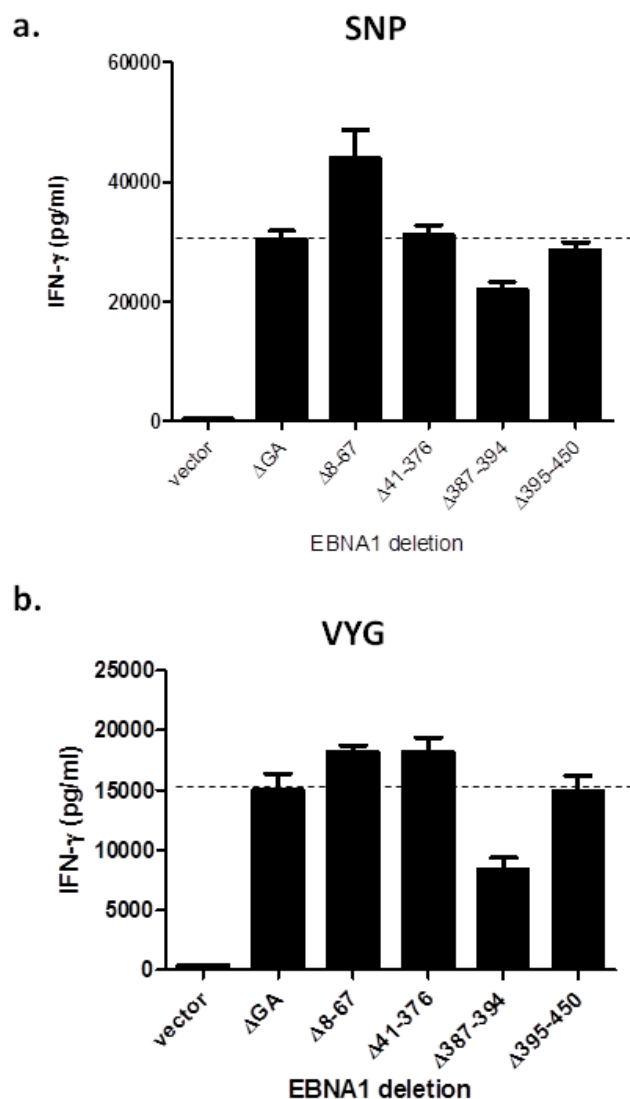 a.
SNP
60000
40000
20000
0
IFN-γ (pg/ml)
vector
ΔGA
Δ8-67
Δ41-376
Δ387-394
Δ395-450
EBNA1 deletion
b.
VYG
25000
20000
15000
10000
5000
0
IFN-γ (pg/ml)
vector
ΔGA
Δ8-67
Δ41-376
Δ387-394
Δ395-450
EBNA1 deletion